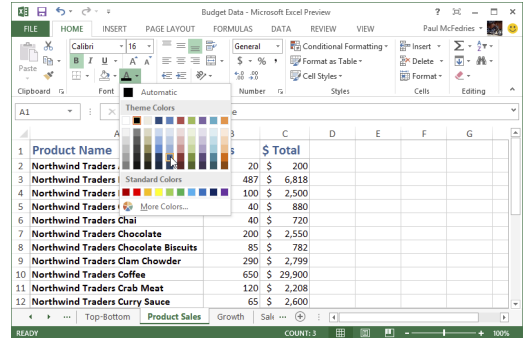 Budget Data - Microsoft Excel Preview
FILE HOME INSERT PAGE LAYOUT FORMULAS DATA REVIEW VIEW Paul McFedries
Calibri 16 General Conditional Formatting Insert
Paste B I U A A $ % , Format as Table Delete
A Cell Styles Format
Clipboard Font Number Styles Cells Editing
A1
Automatic
Theme Colors
Standard Colors
More Colors...
A C D E F G
1 Product Name $ Total
2 Northwind Traders 20 $ 200
3 Northwind Traders 487 $ 6,818
4 Northwind Traders 100 $ 2,500
5 Northwind Traders 40 $ 880
6 Northwind Traders Chai 40 $ 720
7 Northwind Traders Chocolate 200 $ 2,550
8 Northwind Traders Chocolate Biscuits 85 $ 782
9 Northwind Traders Clam Chowder 290 $ 2,799
10 Northwind Traders Coffee 650 $ 29,900
11 Northwind Traders Crab Meat 120 $ 2,208
12 Northwind Traders Curry Sauce 65 $ 2,600
Top-Bottom Product Sales Growth Sale ...
READY COUNT: 3 100%